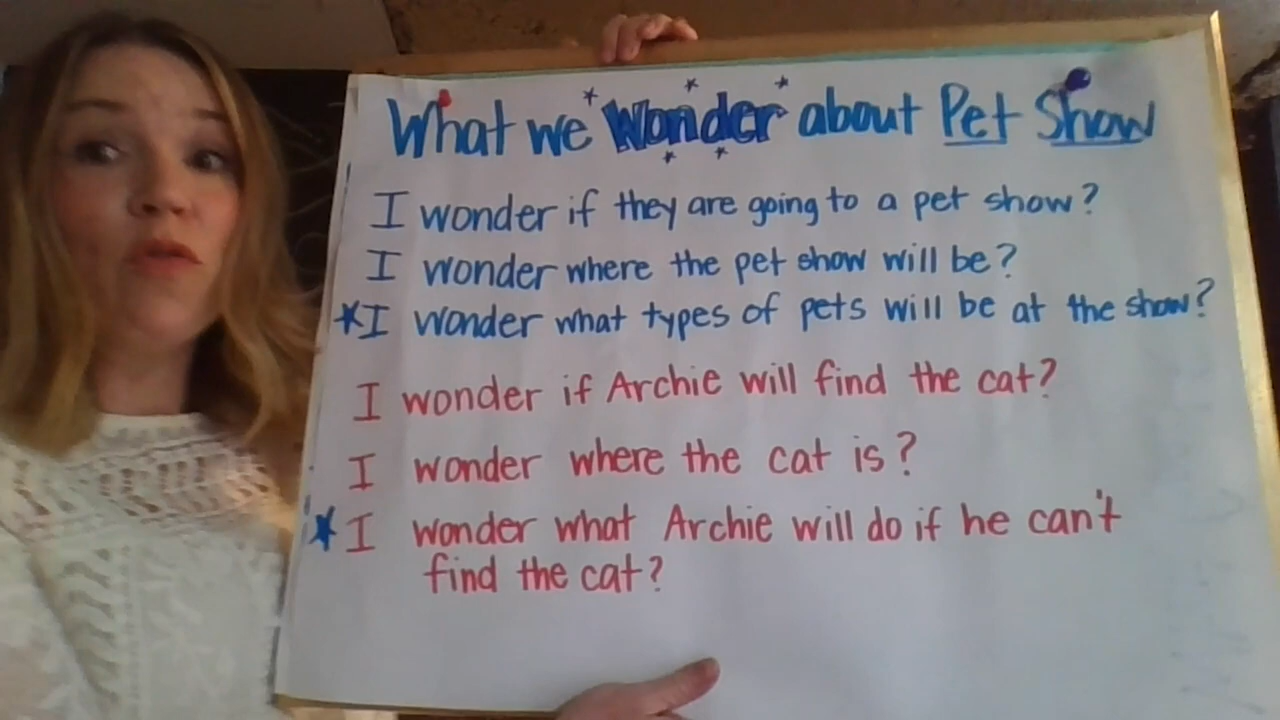 What we Wonder about Pet Show
I wonder if they are going to a pet show?
I wonder where the pet show will be?
*I wonder what types of pets will be at the show?
I wonder if Archie will find the cat?
I wonder where the cat is?
*I wonder what Archie will do if he can't
find the cat?